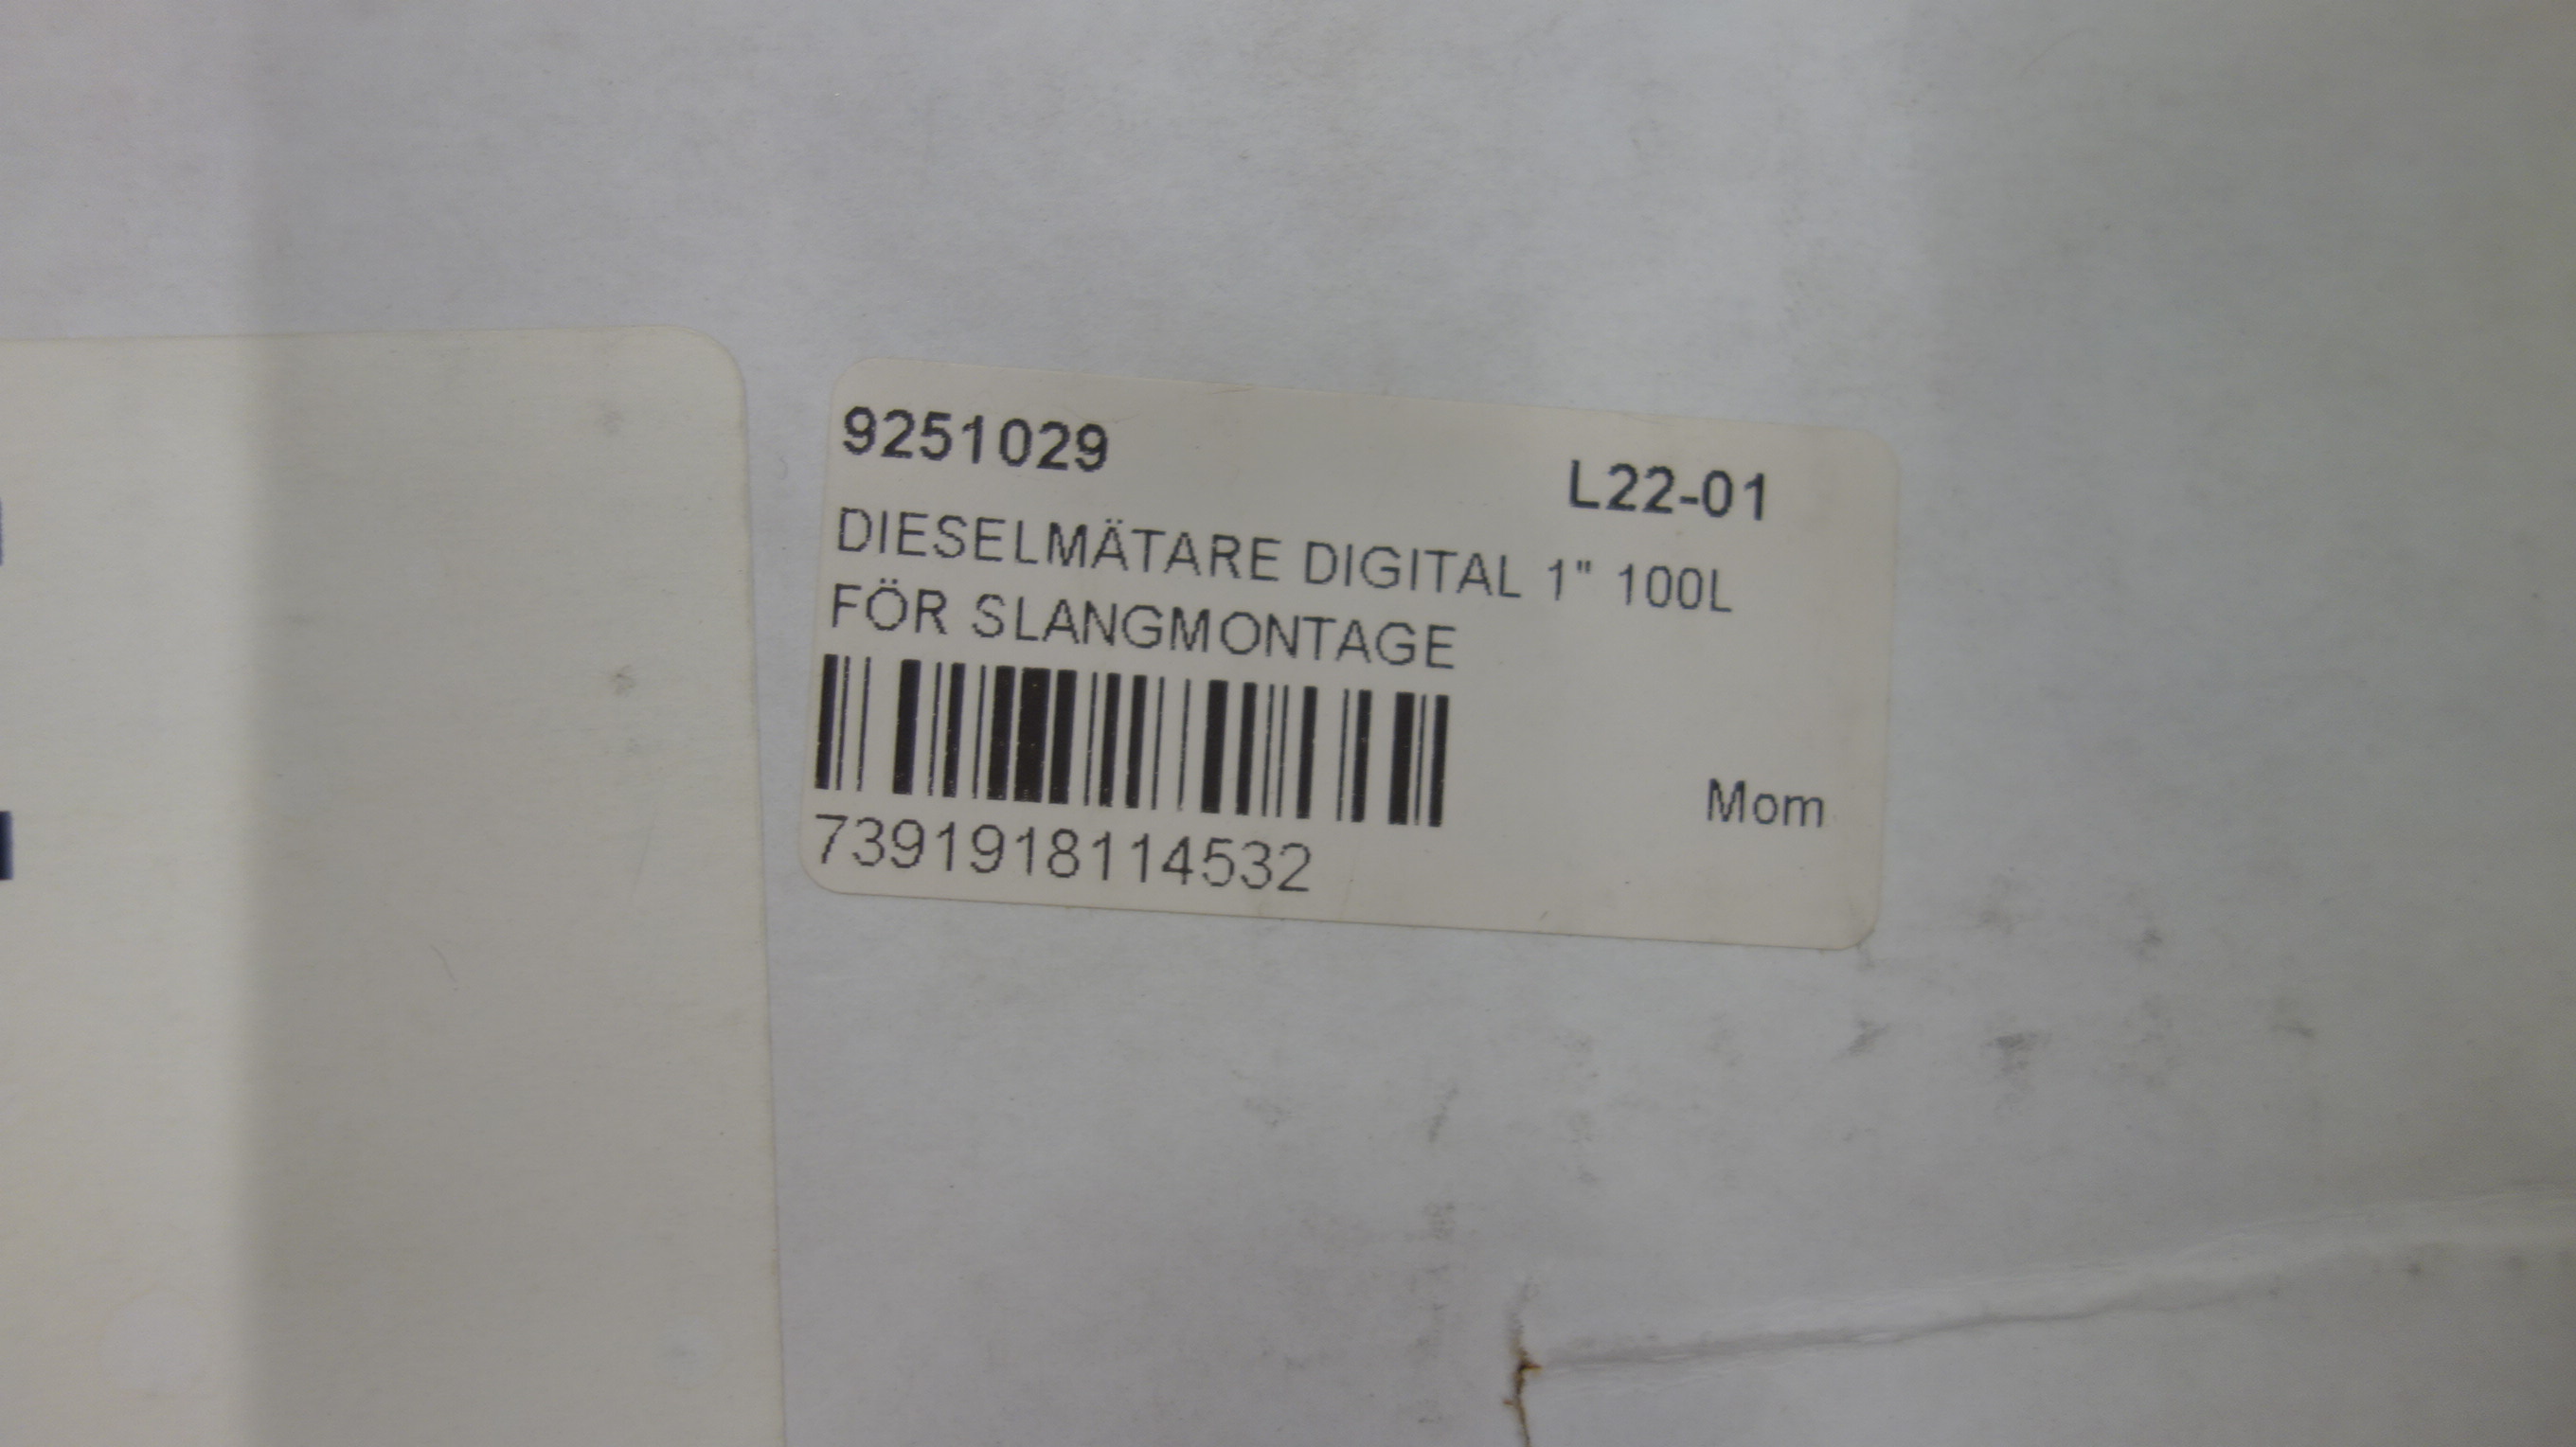 9251029
L22-01
DIESELMÄTARE DIGITAL 1" 100L
FÖR SLANGMONTAGE
Mom
7391918114532